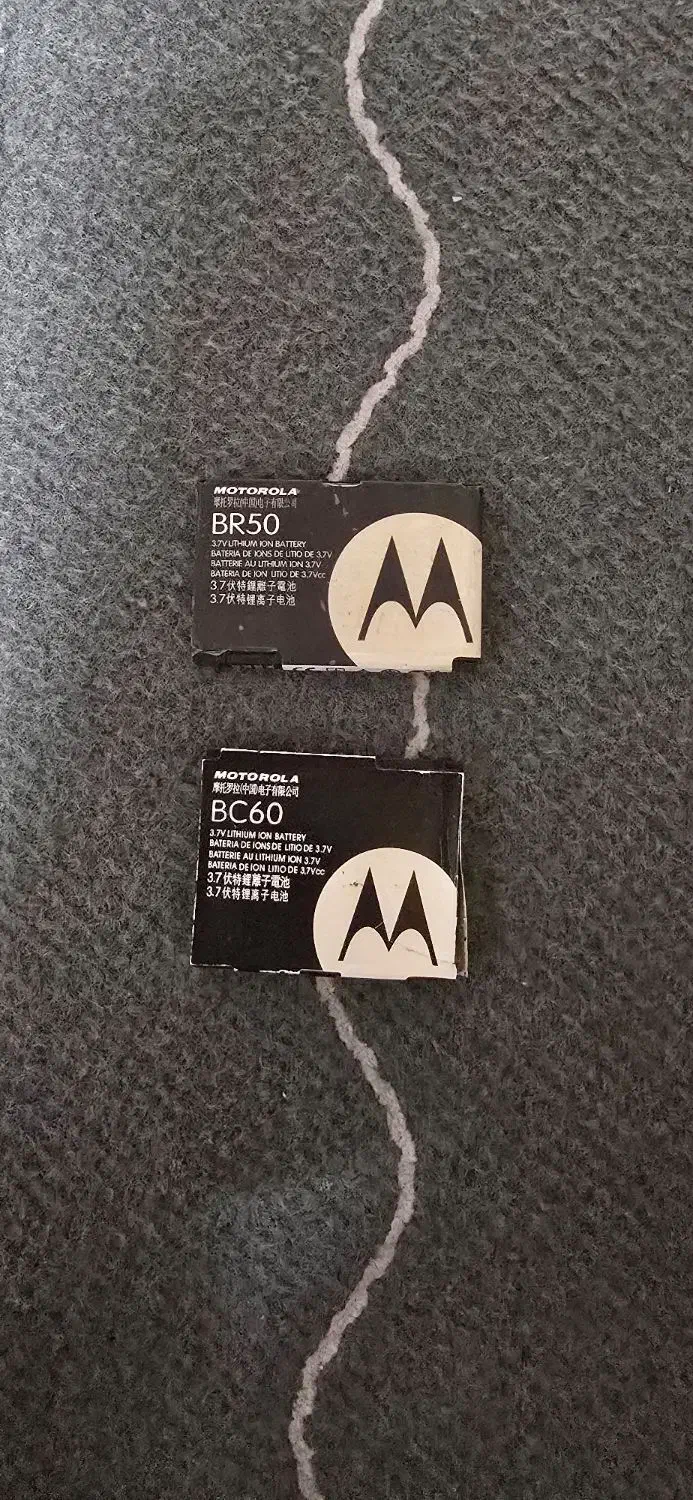 MOTOROLA
摩托罗拉(中国)电子有限公司
BR50
3.7V LITHIUM ION BATTERY
BATERIA DE IONS DE LITIO DE 3.7V
BATTERIE AU LITHIUM ION 3.7V
BATERIA DE ION LITIO DE 3.7Vcc
3.7伏特鋰離子電池
3.7伏特锂离子电池
MOTOROLA
摩托罗拉(中国)电子有限公司
BC60
3.7V LITHIUM ION BATTERY
BATERIA DE IONS DE LITIO DE 3.7V
BATTERIE AU LITHIUM ION 3.7V
BATERIA DE ION LITIO DE 3.7Vcc
3.7伏特鋰離子電池
3.7伏特锂离子电池